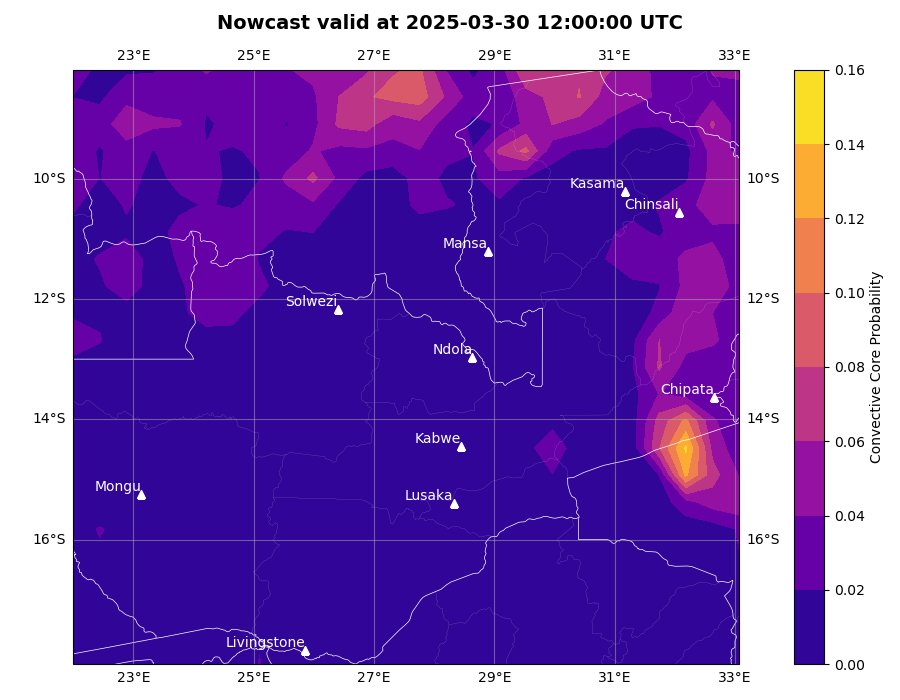 Nowcast valid at 2025-03-30 12:00:00 UTC
23°E 25°E 27°E 29°E 31°E 33°E
0.16
0.14
10°S 10°S
Kasama
Chinsali
0.12
Mansa
0.10
12°S 12°S
Solwezi
Ndola
0.08
Chipata
14°S 14°S
Kabwe
0.06
Mongu
Lusaka
0.04
16°S 16°S
0.02
Livingstone
0.00
23°E 25°E 27°E 29°E 31°E 33°E
Convective Core Probability